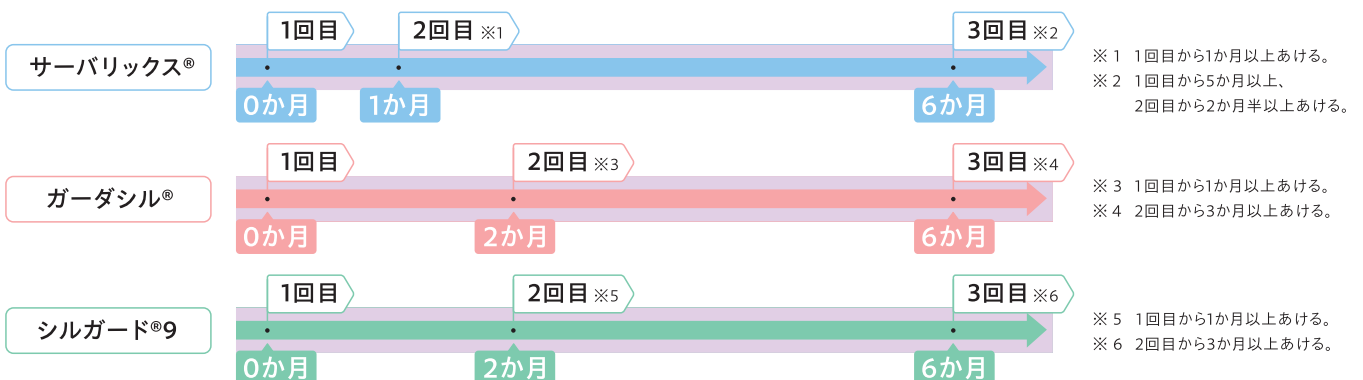 1回目
2回目 ※1
3回目 ※2
サーバリックス®
0か月
1か月
6か月
※ 1 1回目から1か月以上あける。
※ 2 1回目から5か月以上、
2回目から2か月半以上あける。
1回目
2回目 ※3
3回目 ※4
ガーダシル®
0か月
2か月
6か月
※ 3 1回目から1か月以上あける。
※ 4 2回目から3か月以上あける。
1回目
2回目 ※5
3回目 ※6
シルガード®9
0か月
2か月
6か月
※ 5 1回目から1か月以上あける。
※ 6 2回目から3か月以上あける。